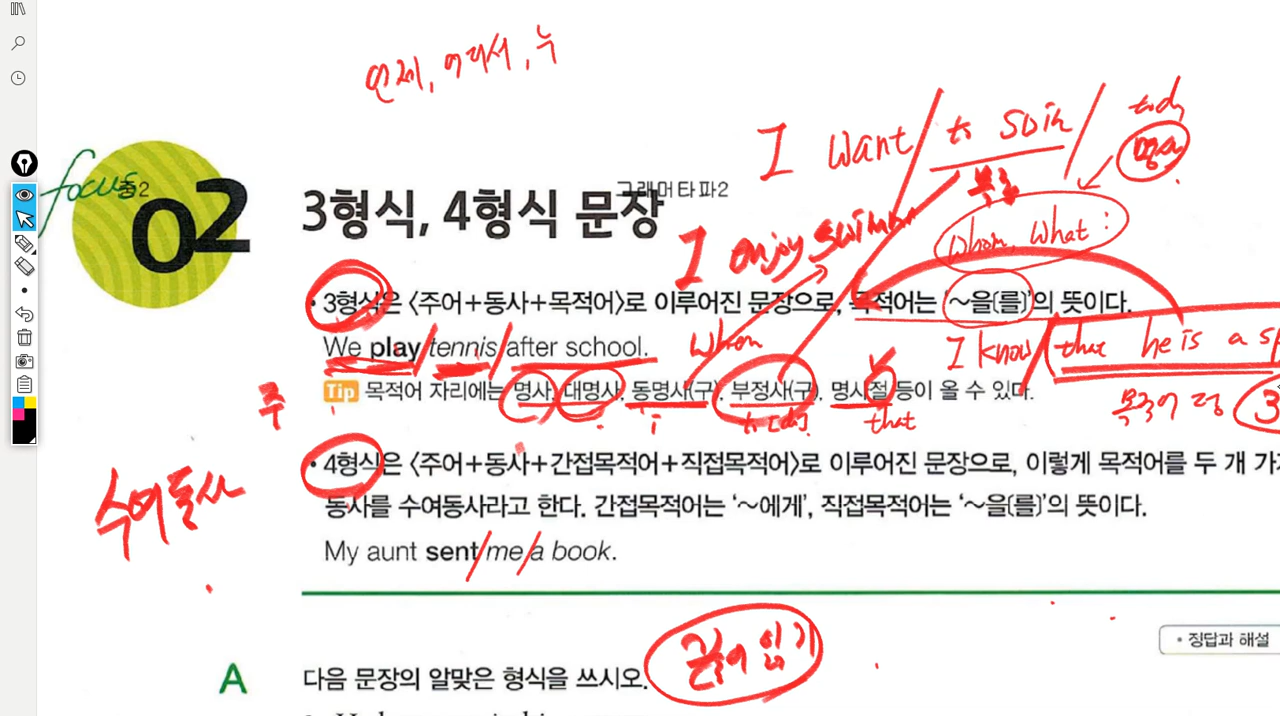 언제, 어디서, 누
I want / to swim /
명사
focus
중2
02
그래머타파2
3형식, 4형식 문장
I enjoy swimm
whom, what :
• 3형식은 〈주어+동사+목적어〉로 이루어진 문장으로, 목적어는 ‘~을(를)’의 뜻이다.
We play / tennis / after school.
when
I know (that he is a sp
Tip 목적어 자리에는 명사, 대명사, 동명사(구), 부정사(구), 명사절 등이 올 수 있다.
주
that
목적어
3
• 4형식은 〈주어+동사+간접목적어+직접목적어〉로 이루어진 문장으로, 이렇게 목적어를 두 개 가
수여동사
동사를 수여동사라고 한다. 간접목적어는 ‘~에게’, 직접목적어는 ‘~을(를)’의 뜻이다.
My aunt sent / me / a book.
끊어 읽기
• 정답과 해설
A
다음 문장의 알맞은 형식을 쓰시오.